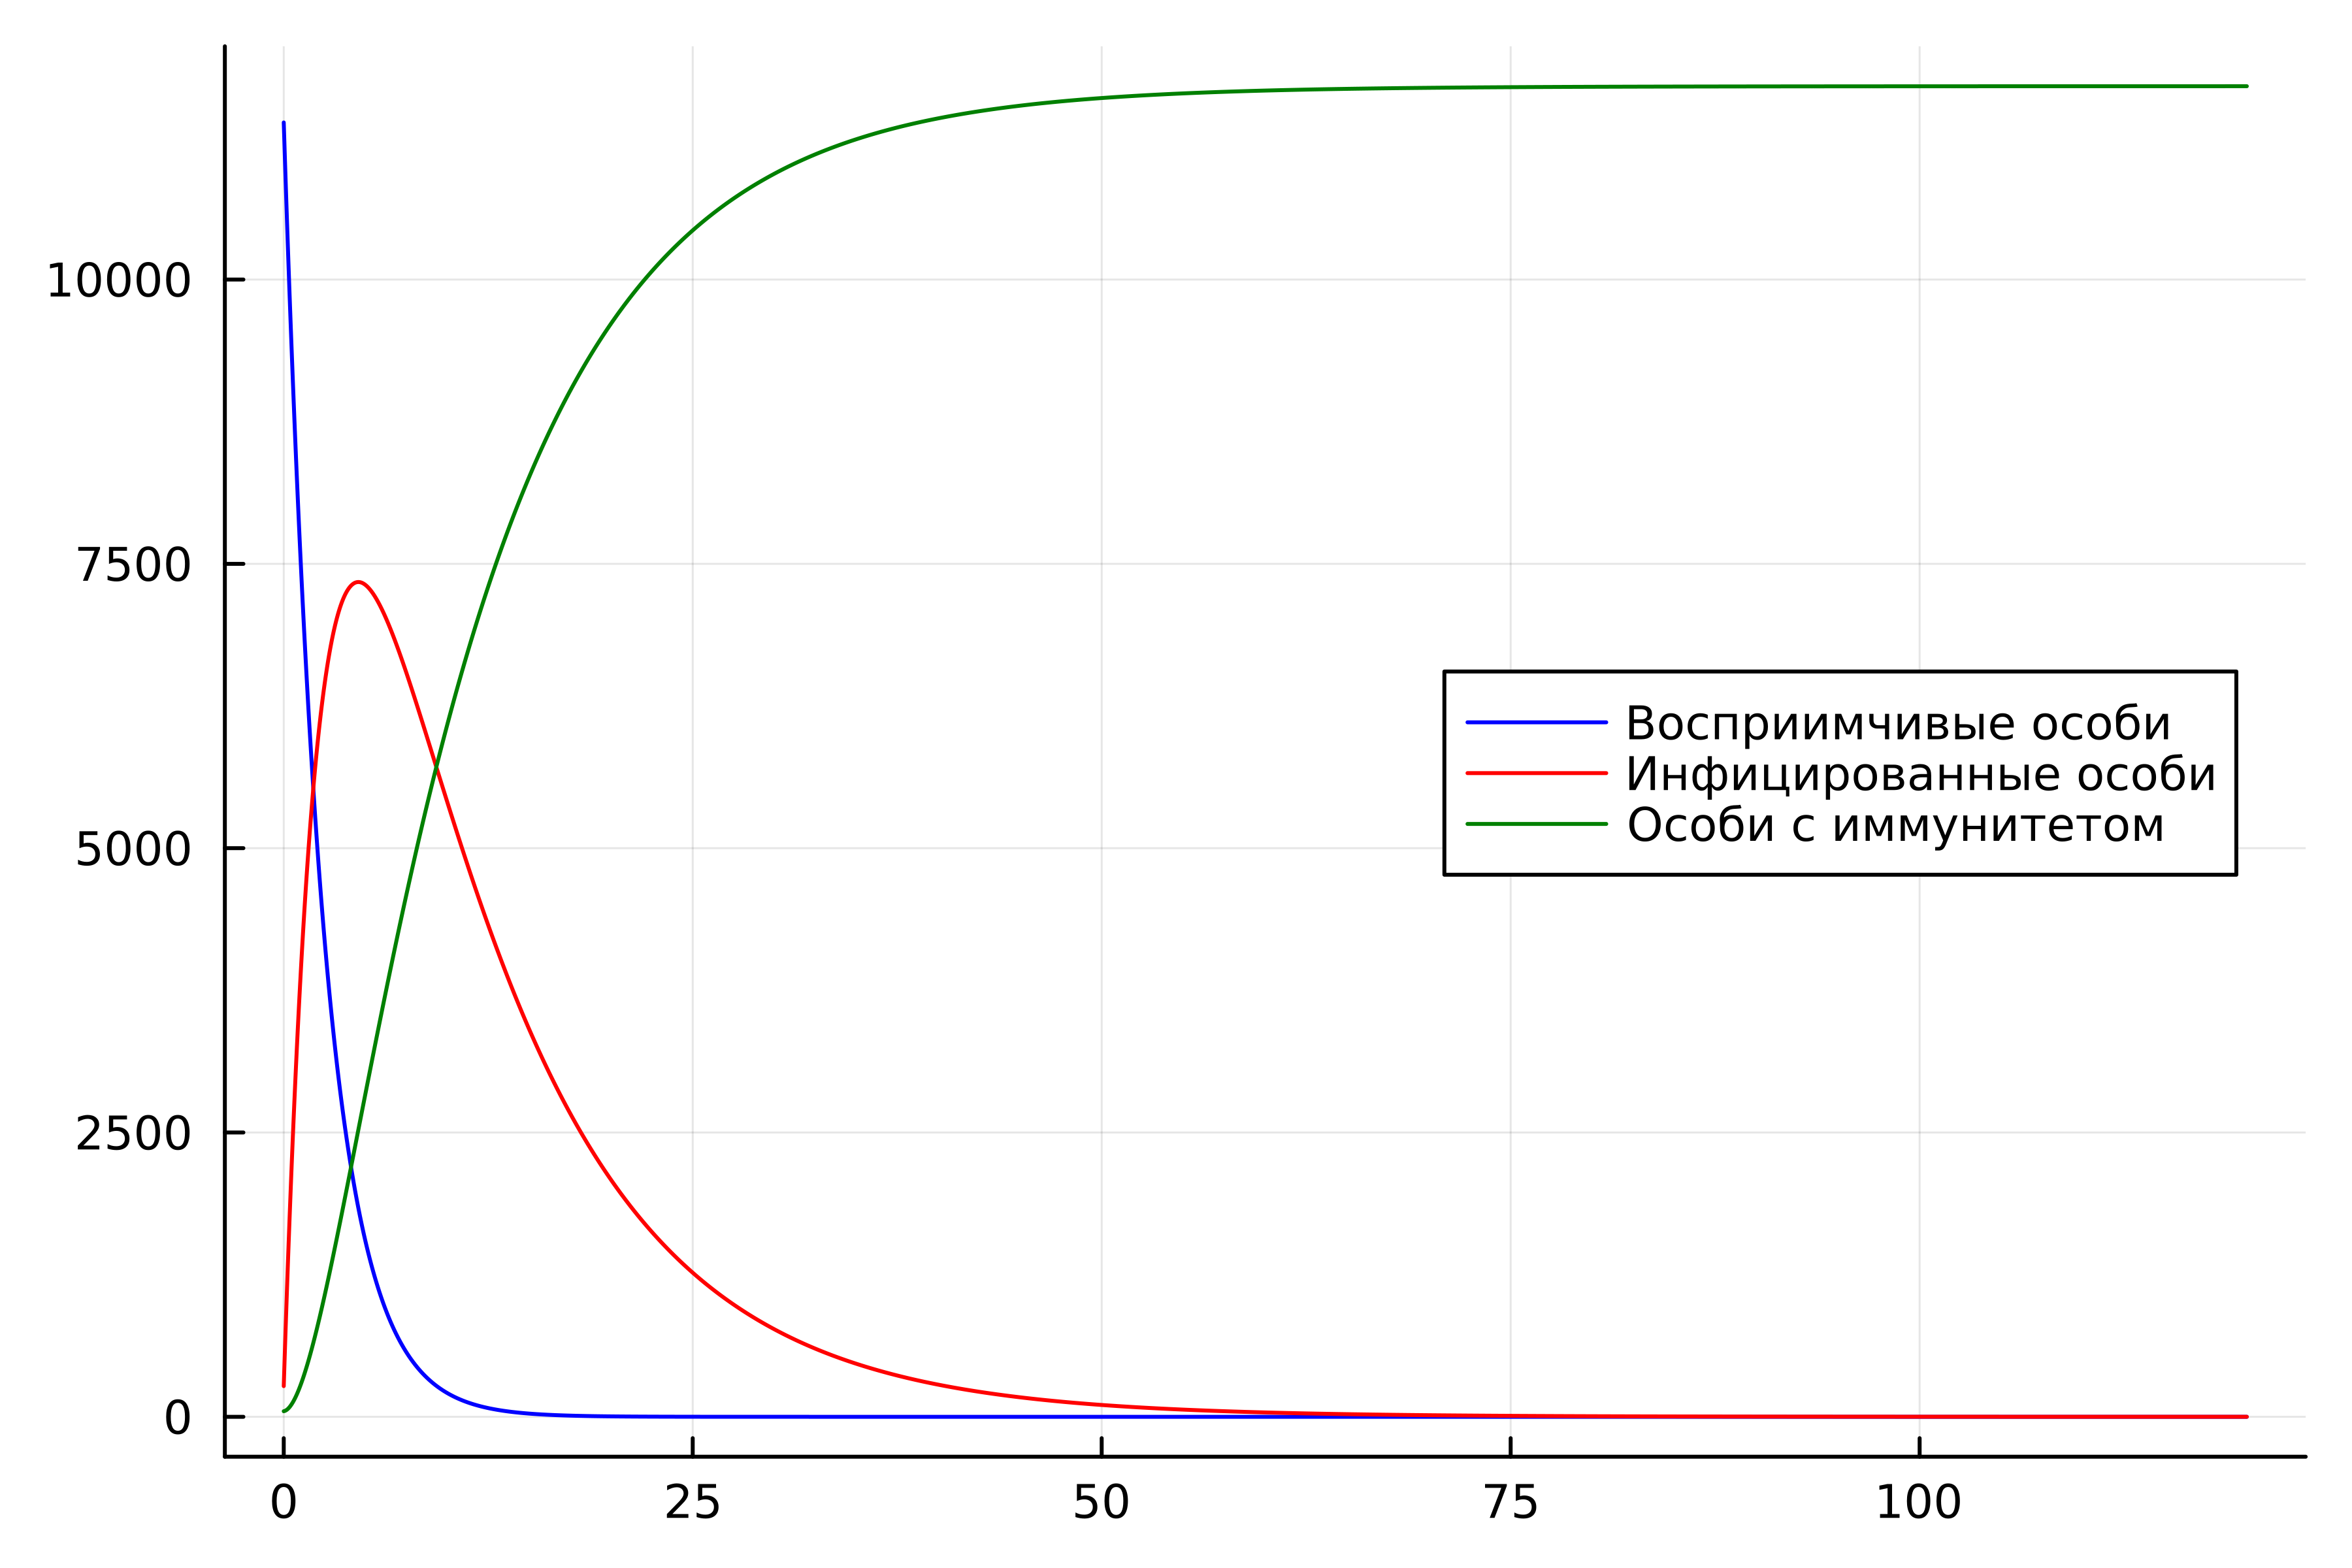 10000
7500
5000
2500
0
Восприимчивые особи
Инфицированные особи
Особи с иммунитетом
0 25 50 75 100